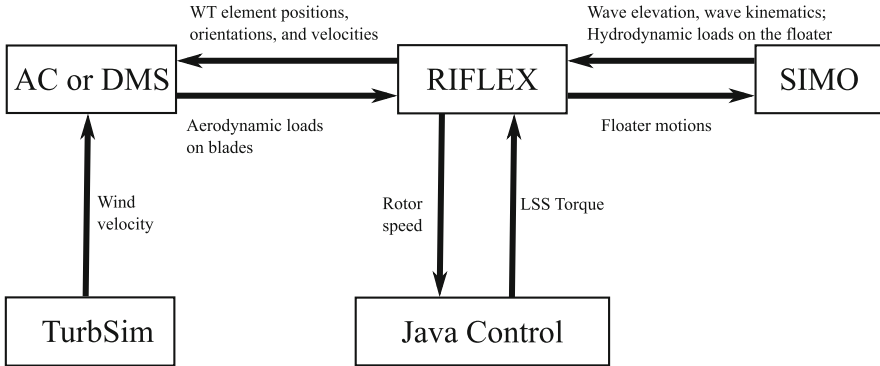 WT element positions,
orientations, and velocities
Wave elevation, wave kinematics;
Hydrodynamic loads on the floater
AC or DMS
RIFLEX
SIMO
Aerodynamic loads
on blades
Floater motions
Wind
velocity
Rotor
speed
LSS Torque
TurbSim
Java Control